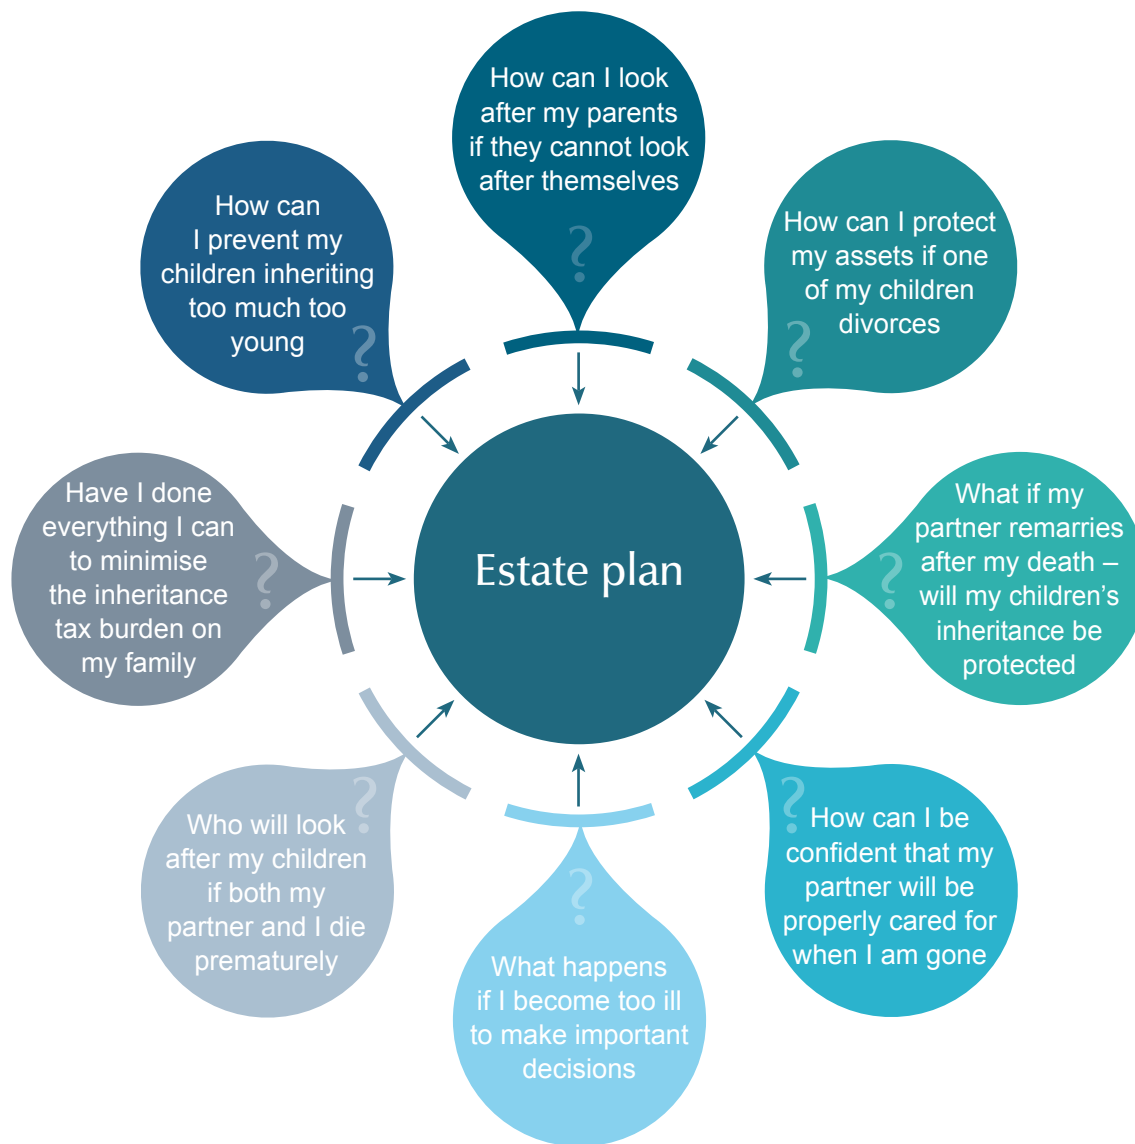 How can I look
after my parents
if they cannot look
after themselves
?
How can I protect
my assets if one
of my children
divorces
?
What if my
partner remarries
after my death –
will my children’s
inheritance be
protected
?
How can I be
confident that my
partner will be
properly cared for
when I am gone
?
What happens
if I become too ill
to make important
decisions
?
Who will look
after my children
if both my
partner and I die
prematurely
?
Have I done
everything I can
to minimise
the inheritance
tax burden on
my family
?
How can
I prevent my
children inheriting
too much too
young
?
Estate plan